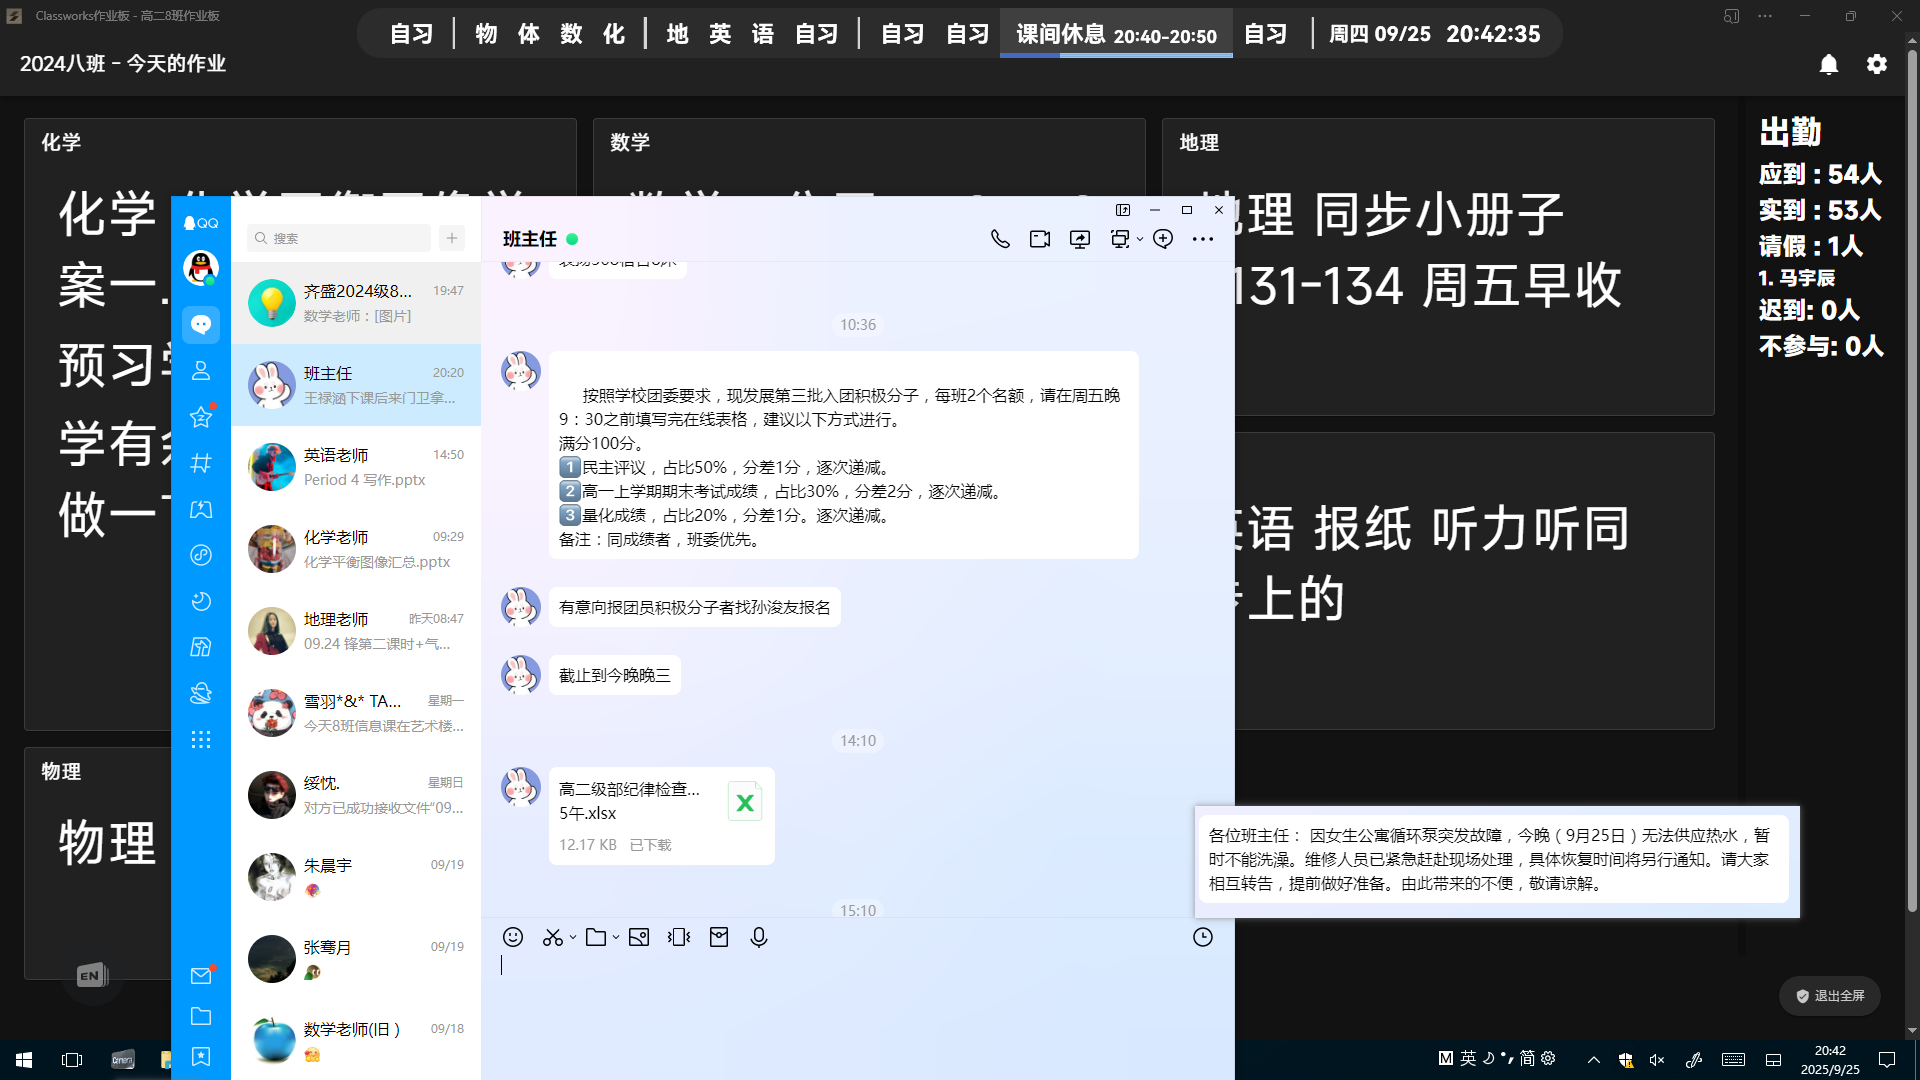 Classworks作业板 - 高二8班作业板
自习 | 物 体 数 化 | 地 英 语 自习 | 自习 自习 课间休息 20:40-20:50 自习 | 周四 09/25 20:42:35
2024八班 - 今天的作业
化学
化学
案一.
预习
学有
做一
数学
地理
理 同步小册子
131-134 周五早收
语 报纸 听力听同
上的
物理
物理
EN
出勤
应到：54人
实到：53人
请假：1人
1. 马宇辰
迟到: 0人
不参与: 0人
退出全屏
QQ
搜索
齐盛2024级8... 19:47
数学老师：[图片]
班主任 20:20
王禄涵下课后来门卫拿...
英语老师 14:50
Period 4 写作.pptx
化学老师 09:29
化学平衡图像汇总.pptx
地理老师 昨天08:47
09.24 锋第二课时+气...
雪羽*&* TA... 星期一
今天8班信息课在艺术楼...
绥忱. 星期日
对方已成功接收文件“09...
朱晨宇 09/19
张骞月 09/19
数学老师(旧) 09/18
班主任
10:36
按照学校团委要求，现发展第三批入团积极分子，每班2个名额，请在周五晚
9：30之前填写完在线表格，建议以下方式进行。
满分100分。
1民主评议，占比50%，分差1分，逐次递减。
2高一上学期期末考试成绩，占比30%，分差2分，逐次递减。
3量化成绩，占比20%，分差1分。逐次递减。
备注：同成绩者，班委优先。
有意向报团员积极分子者找孙浚友报名
截止到今晚晚三
14:10
高二级部纪律检查...
5午.xlsx
12.17 KB 已下载
15:10
各位班主任： 因女生公寓循环泵突发故障，今晚（9月25日）无法供应热水，暂
时不能洗澡。维修人员已紧急赶赴现场处理，具体恢复时间将另行通知。请大家
相互转告，提前做好准备。由此带来的不便，敬请谅解。
M 英 简
20:42
2025/9/25